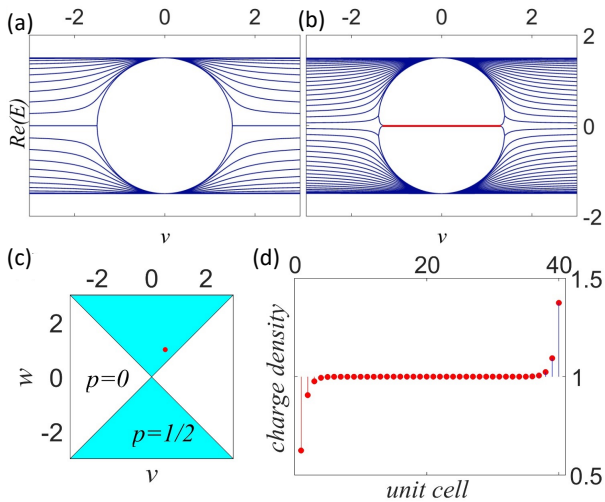 -2 0 2 -2 0 2
(a) (b) 2
Re(E) 0
-2
v v
(c) (d)
-2 0 2 0 20 40
2 1.5
w 0 p=0 charge density 1
-2 p=1/2
0.5
v unit cell